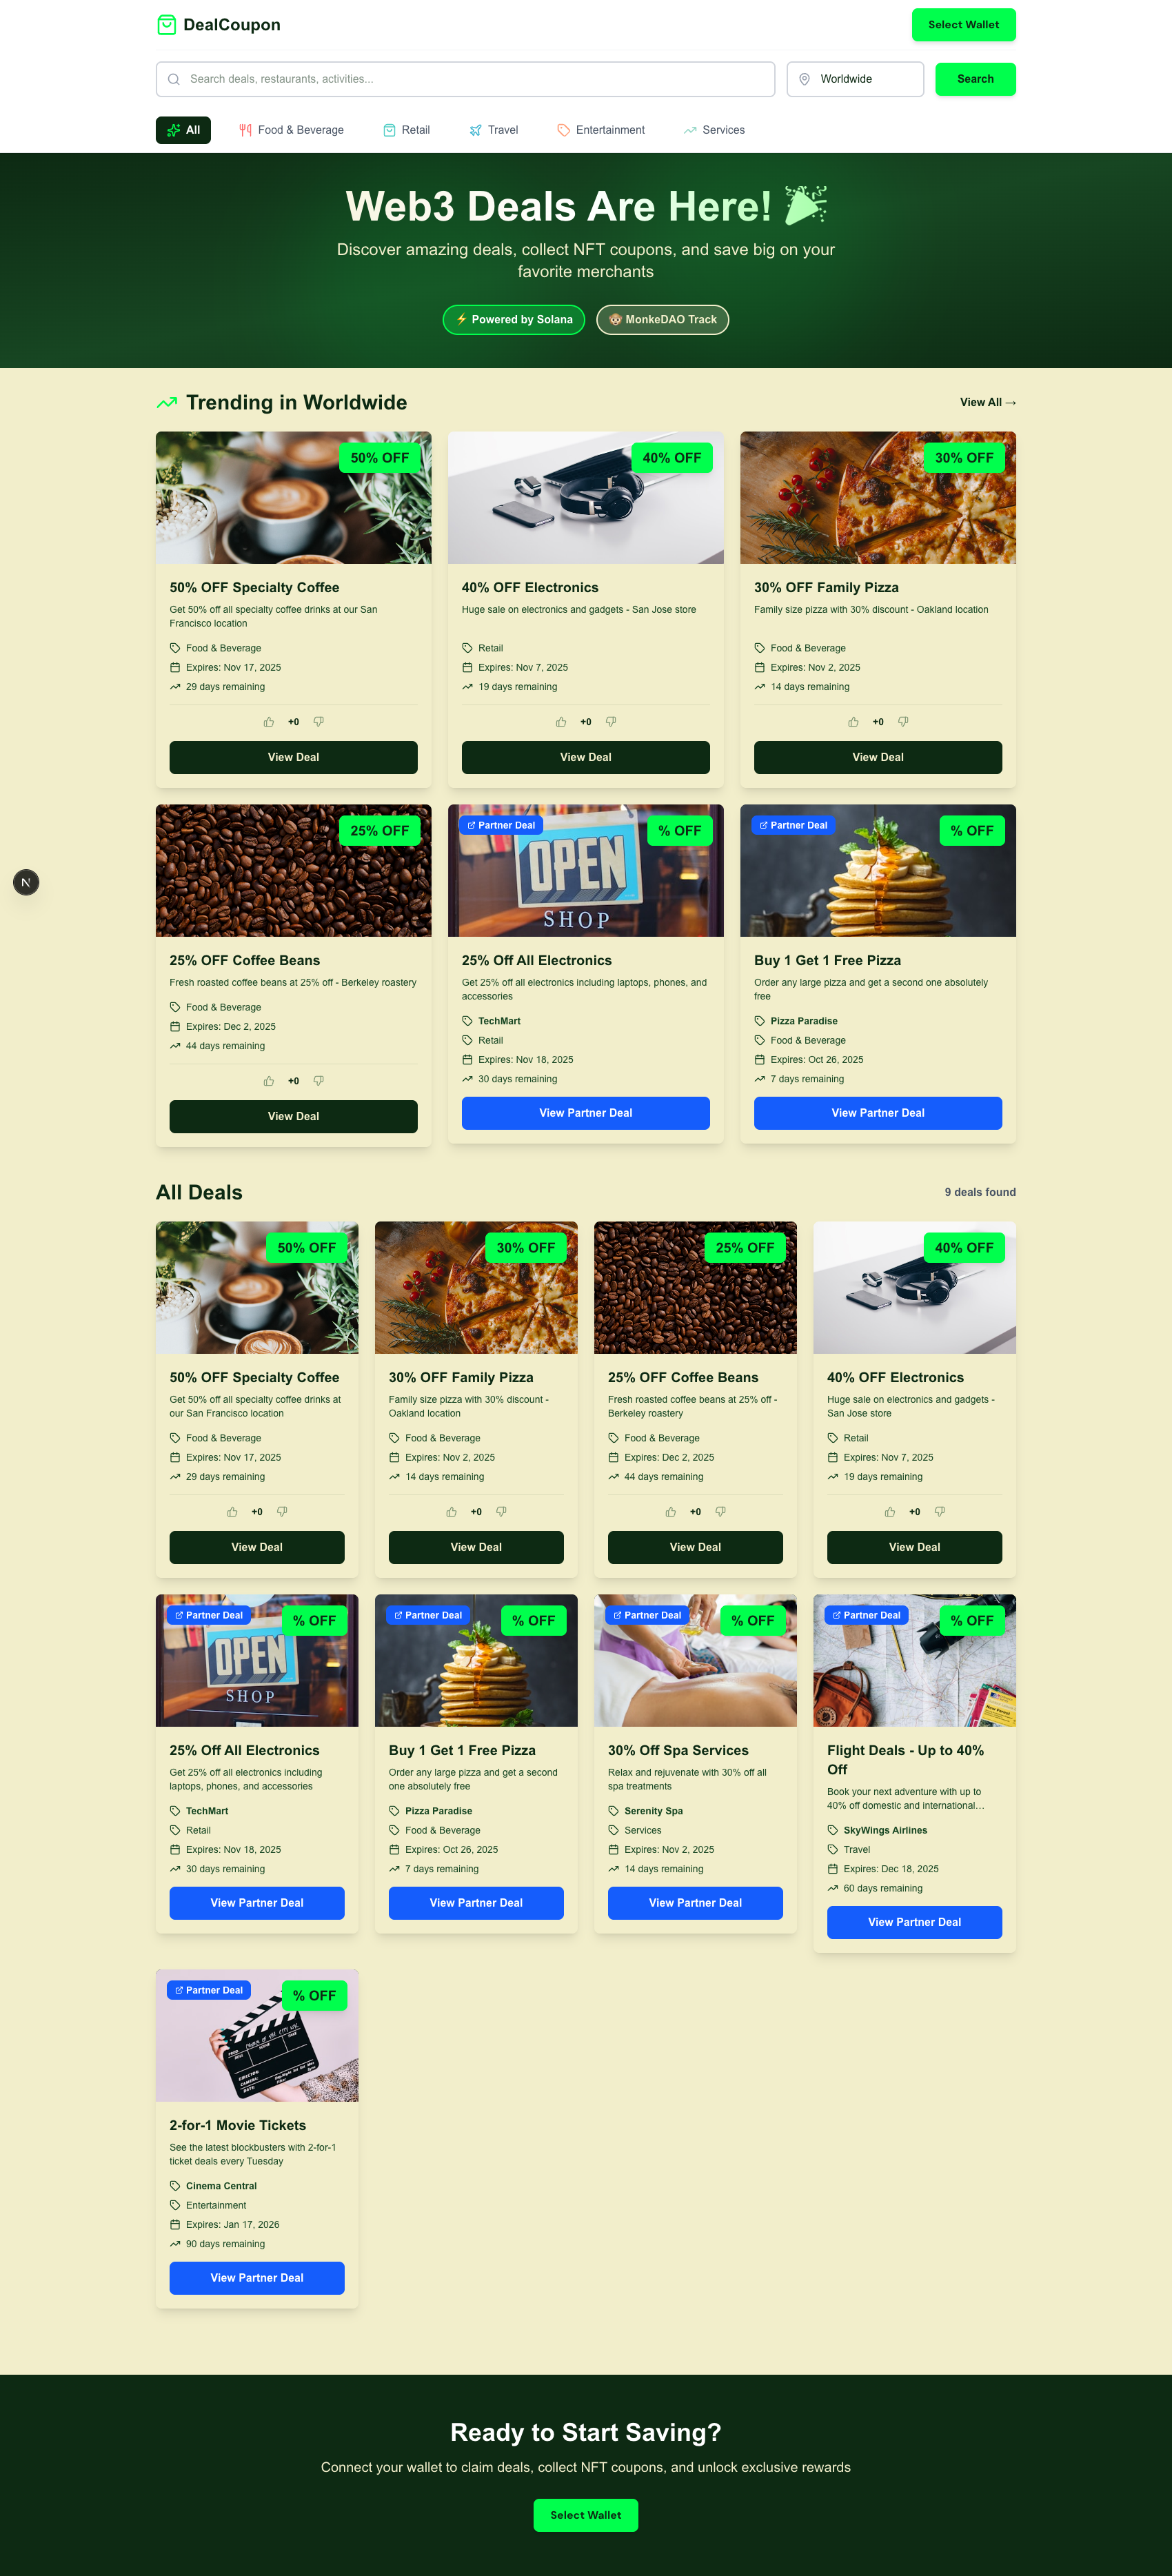 DealCoupon
Select Wallet
Search deals, restaurants, activities...
Worldwide
Search
All
Food & Beverage
Retail
Travel
Entertainment
Services
Web3 Deals Are Here! 🎉
Discover amazing deals, collect NFT coupons, and save big on your
favorite merchants
⚡ Powered by Solana
🐵 MonkeDAO Track
Trending in Worldwide
View All →
50% OFF
50% OFF Specialty Coffee
Get 50% off all specialty coffee drinks at our San
Francisco location
Food & Beverage
Expires: Nov 17, 2025
29 days remaining
+0
View Deal
40% OFF
40% OFF Electronics
Huge sale on electronics and gadgets - San Jose store
Retail
Expires: Nov 7, 2025
19 days remaining
+0
View Deal
30% OFF
30% OFF Family Pizza
Family size pizza with 30% discount - Oakland location
Food & Beverage
Expires: Nov 2, 2025
14 days remaining
+0
View Deal
25% OFF
25% OFF Coffee Beans
Fresh roasted coffee beans at 25% off - Berkeley roastery
Food & Beverage
Expires: Dec 2, 2025
44 days remaining
+0
View Deal
Partner Deal
% OFF
OPEN
SHOP
25% Off All Electronics
Get 25% off all electronics including laptops, phones, and
accessories
TechMart
Retail
Expires: Nov 18, 2025
30 days remaining
View Partner Deal
Partner Deal
% OFF
Buy 1 Get 1 Free Pizza
Order any large pizza and get a second one absolutely
free
Pizza Paradise
Food & Beverage
Expires: Oct 26, 2025
7 days remaining
View Partner Deal
N
All Deals
9 deals found
50% OFF
50% OFF Specialty Coffee
Get 50% off all specialty coffee drinks at
our San Francisco location
Food & Beverage
Expires: Nov 17, 2025
29 days remaining
+0
View Deal
30% OFF
30% OFF Family Pizza
Family size pizza with 30% discount -
Oakland location
Food & Beverage
Expires: Nov 2, 2025
14 days remaining
+0
View Deal
25% OFF
25% OFF Coffee Beans
Fresh roasted coffee beans at 25% off -
Berkeley roastery
Food & Beverage
Expires: Dec 2, 2025
44 days remaining
+0
View Deal
40% OFF
40% OFF Electronics
Huge sale on electronics and gadgets -
San Jose store
Retail
Expires: Nov 7, 2025
19 days remaining
+0
View Deal
Partner Deal
% OFF
OPEN
SHOP
25% Off All Electronics
Get 25% off all electronics including
laptops, phones, and accessories
TechMart
Retail
Expires: Nov 18, 2025
30 days remaining
View Partner Deal
Partner Deal
% OFF
Buy 1 Get 1 Free Pizza
Order any large pizza and get a second
one absolutely free
Pizza Paradise
Food & Beverage
Expires: Oct 26, 2025
7 days remaining
View Partner Deal
Partner Deal
% OFF
30% Off Spa Services
Relax and rejuvenate with 30% off all
spa treatments
Serenity Spa
Services
Expires: Nov 2, 2025
14 days remaining
View Partner Deal
Partner Deal
% OFF
Flight Deals - Up to 40%
Off
Book your next adventure with up to
40% off domestic and international...
SkyWings Airlines
Travel
Expires: Dec 18, 2025
60 days remaining
View Partner Deal
Partner Deal
% OFF
2-for-1 Movie Tickets
See the latest blockbusters with 2-for-1
ticket deals every Tuesday
Cinema Central
Entertainment
Expires: Jan 17, 2026
90 days remaining
View Partner Deal
Ready to Start Saving?
Connect your wallet to claim deals, collect NFT coupons, and unlock exclusive rewards
Select Wallet